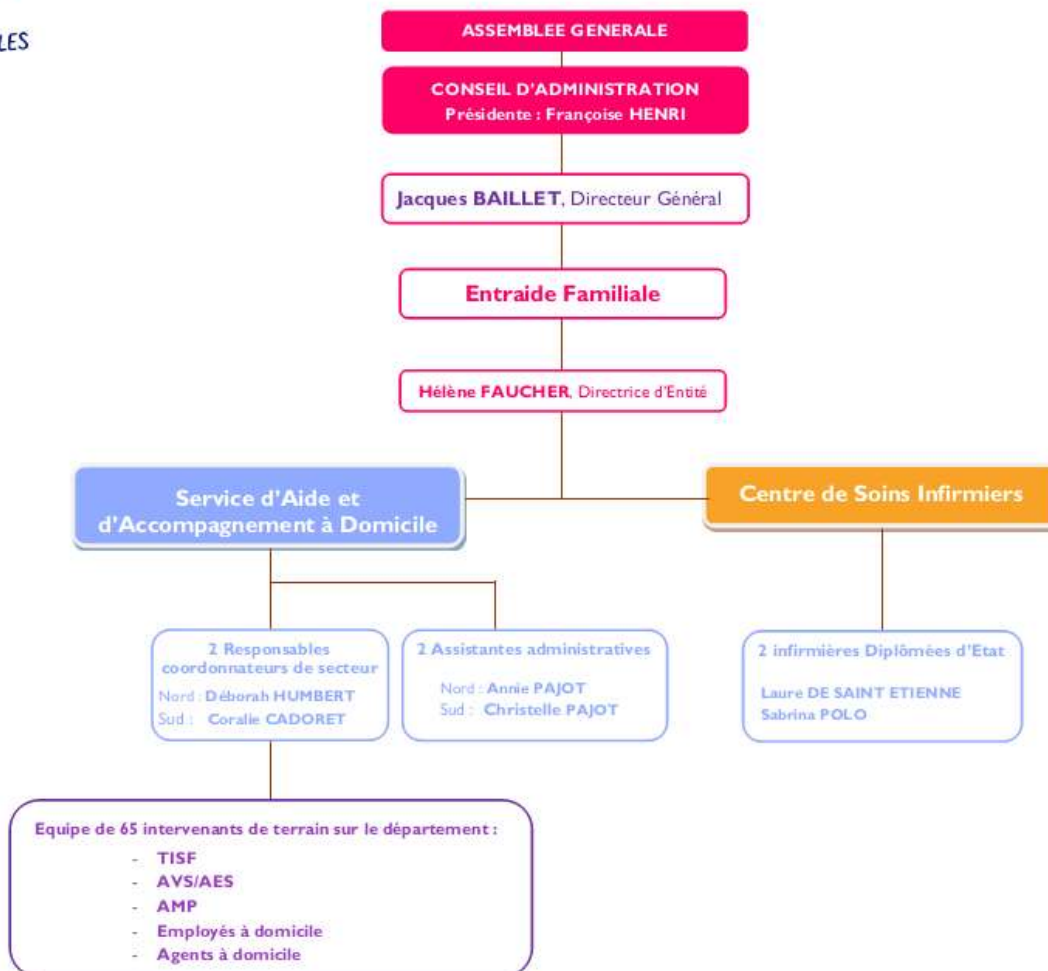 LES
ASSEMBLEE GENERALE
CONSEIL D'ADMINISTRATION
Présidente : Françoise HENRI
Jacques BAILLET, Directeur Général
Entraide Familiale
Hélène FAUCHER, Directrice d'Entité
Service d'Aide et
d'Accompagnement à Domicile
Centre de Soins Infirmiers
2 Responsables
coordonnateurs de secteur
Nord : Déborah HUMBERT
Sud : Coralie CADORET
2 Assistantes administratives
Nord : Annie PAJOT
Sud : Christelle PAJOT
2 infirmières Diplômées d'Etat
Laure DE SAINT ETIENNE
Sabrina POLO
Equipe de 65 intervenants de terrain sur le département :
- TISF
- AVS/AES
- AMP
- Employés à domicile
- Agents à domicile